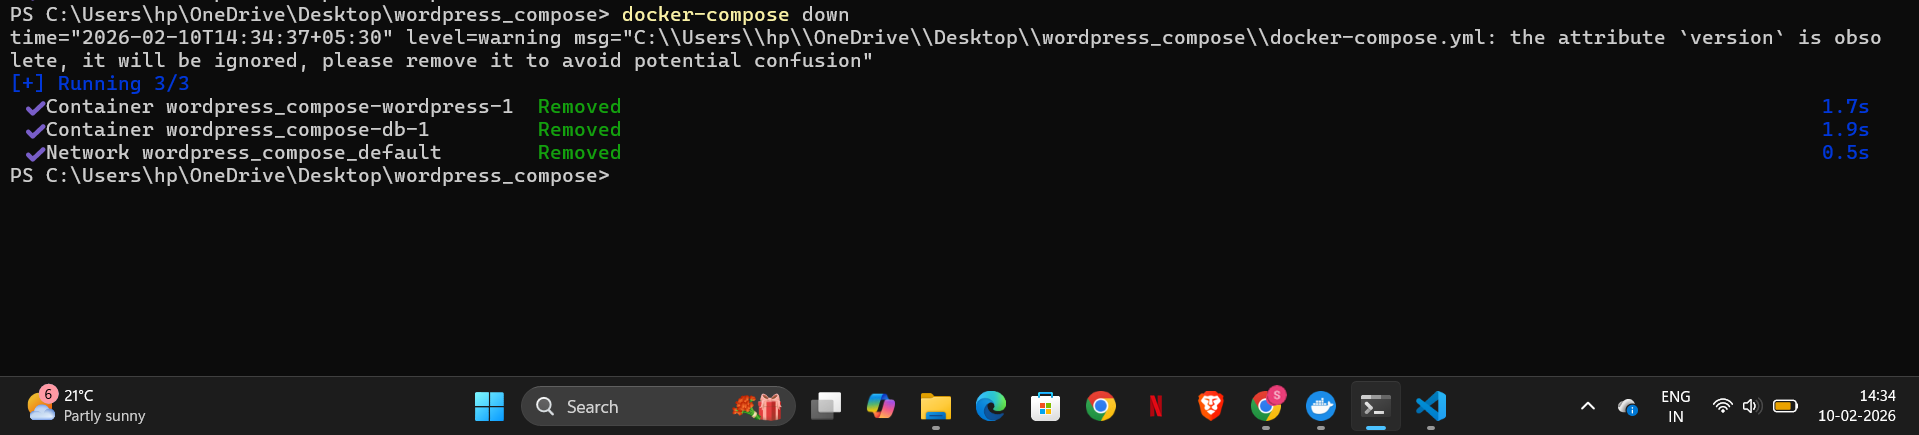 PS C:\Users\hp\OneDrive\Desktop\wordpress_compose> docker-compose down
time="2026-02-10T14:34:37+05:30" level=warning msg="C:\\Users\\hp\\OneDrive\\Desktop\\wordpress_compose\\docker-compose.yml: the attribute `version` is obso
lete, it will be ignored, please remove it to avoid potential confusion"
[+] Running 3/3
✔Container wordpress_compose-wordpress-1 Removed 1.7s
✔Container wordpress_compose-db-1 Removed 1.9s
✔Network wordpress_compose_default Removed 0.5s
PS C:\Users\hp\OneDrive\Desktop\wordpress_compose>
6
21°C
Partly sunny
Search
N
S
ENG
IN
14:34
10-02-2026